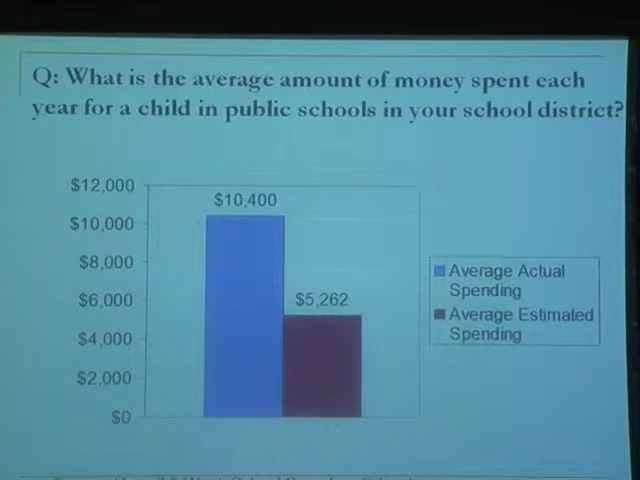 Q: What is the average amount of money spent each
year for a child in public schools in your school district?
$12,000
$10,000
$8,000
$6,000
$4,000
$2,000
$0
$10,400
$5,262
Average Actual
Spending
Average Estimated
Spending